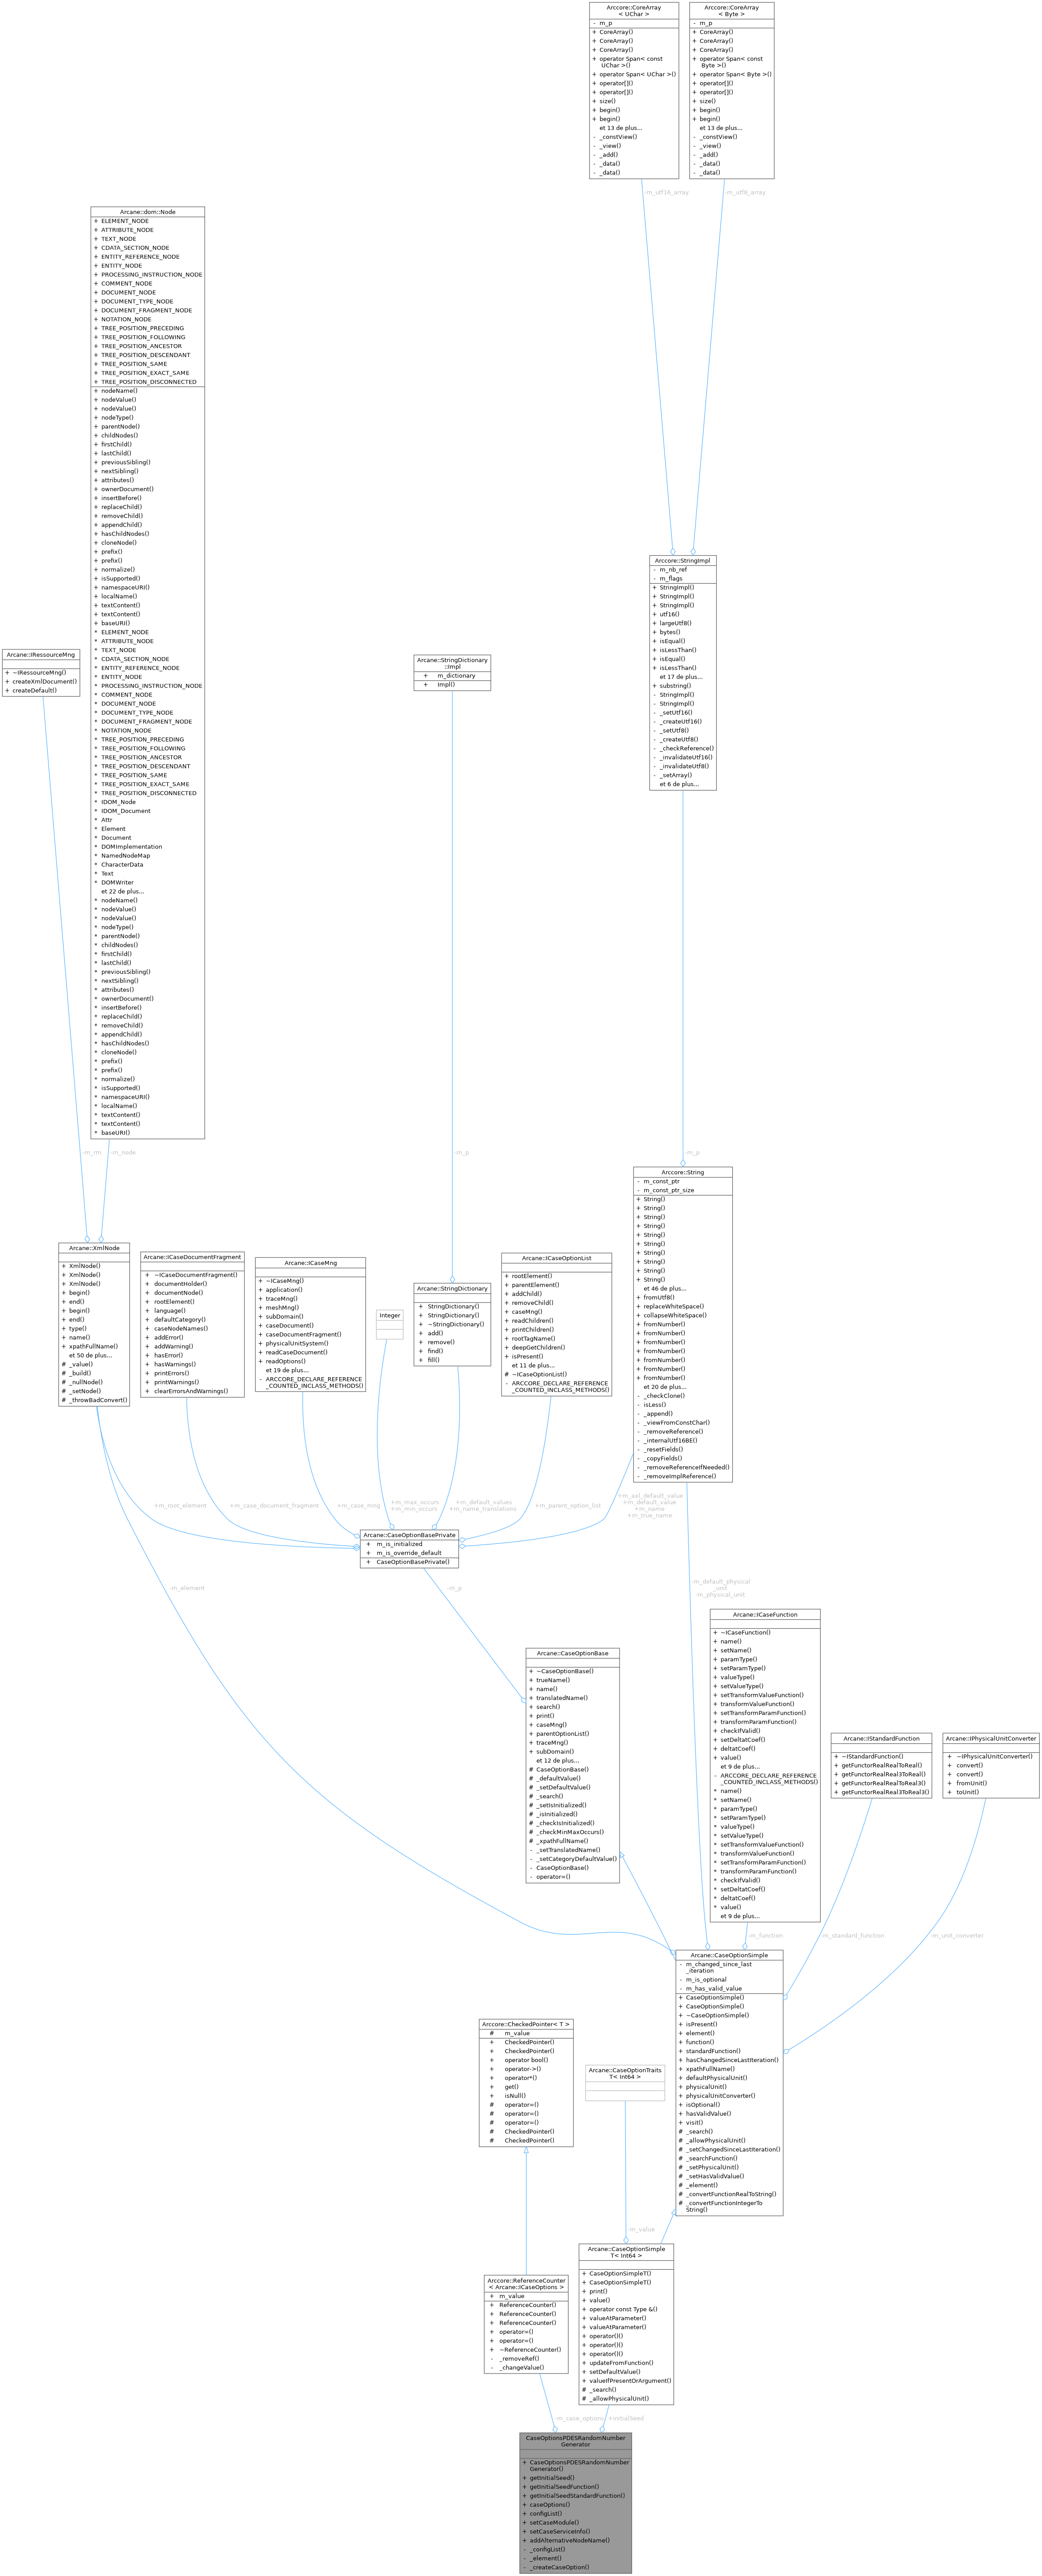 Arccore::CoreArray
< UChar >
- m_p
+ CoreArray()
+ CoreArray()
+ CoreArray()
+ operator Span< const
UChar >()
+ operator Span< UChar >()
+ operator[]()
+ operator[]()
+ size()
+ begin()
+ begin()
et 13 de plus...
- _constView()
- _view()
- _add()
- _data()
- _data()
Arccore::CoreArray
< Byte >
- m_p
+ CoreArray()
+ CoreArray()
+ CoreArray()
+ operator Span< const
Byte >()
+ operator Span< Byte >()
+ operator[]()
+ operator[]()
+ size()
+ begin()
+ begin()
et 13 de plus...
- _constView()
- _view()
- _add()
- _data()
- _data()
-m_utf16_array
-m_utf8_array
Arcane::dom::Node
+ ELEMENT_NODE
+ ATTRIBUTE_NODE
+ TEXT_NODE
+ CDATA_SECTION_NODE
+ ENTITY_REFERENCE_NODE
+ ENTITY_NODE
+ PROCESSING_INSTRUCTION_NODE
+ COMMENT_NODE
+ DOCUMENT_NODE
+ DOCUMENT_TYPE_NODE
+ DOCUMENT_FRAGMENT_NODE
+ NOTATION_NODE
+ TREE_POSITION_PRECEDING
+ TREE_POSITION_FOLLOWING
+ TREE_POSITION_ANCESTOR
+ TREE_POSITION_DESCENDANT
+ TREE_POSITION_SAME
+ TREE_POSITION_EXACT_SAME
+ TREE_POSITION_DISCONNECTED
+ nodeName()
+ nodeValue()
+ nodeValue()
+ nodeType()
+ parentNode()
+ childNodes()
+ firstChild()
+ lastChild()
+ previousSibling()
+ nextSibling()
+ attributes()
+ ownerDocument()
+ insertBefore()
+ replaceChild()
+ removeChild()
+ appendChild()
+ hasChildNodes()
+ cloneNode()
+ prefix()
+ prefix()
+ normalize()
+ isSupported()
+ namespaceURI()
+ localName()
+ textContent()
+ textContent()
+ baseURI()
* ELEMENT_NODE
* ATTRIBUTE_NODE
* TEXT_NODE
* CDATA_SECTION_NODE
* ENTITY_REFERENCE_NODE
* ENTITY_NODE
* PROCESSING_INSTRUCTION_NODE
* COMMENT_NODE
* DOCUMENT_NODE
* DOCUMENT_TYPE_NODE
* DOCUMENT_FRAGMENT_NODE
* NOTATION_NODE
* TREE_POSITION_PRECEDING
* TREE_POSITION_FOLLOWING
* TREE_POSITION_ANCESTOR
* TREE_POSITION_DESCENDANT
* TREE_POSITION_SAME
* TREE_POSITION_EXACT_SAME
* TREE_POSITION_DISCONNECTED
* IDOM_Node
* IDOM_Document
* Attr
* Element
* Document
* DOMImplementation
* NamedNodeMap
* CharacterData
* Text
* DOMWriter
et 22 de plus...
* nodeName()
* nodeValue()
* nodeValue()
* nodeType()
* parentNode()
* childNodes()
* firstChild()
* lastChild()
* previousSibling()
* nextSibling()
* attributes()
* ownerDocument()
* insertBefore()
* replaceChild()
* removeChild()
* appendChild()
* hasChildNodes()
* cloneNode()
* prefix()
* prefix()
* normalize()
* isSupported()
* namespaceURI()
* localName()
* textContent()
* textContent()
* baseURI()
Arcane::IRessourceMng
+ ~IRessourceMng()
+ createXmlDocument()
+ createDefault()
Arcane::StringDictionary
::Impl
+ m_dictionary
+ Impl()
Arccore::StringImpl
- m_nb_ref
- m_flags
+ StringImpl()
+ StringImpl()
+ StringImpl()
+ utf16()
+ largeUtf8()
+ bytes()
+ isEqual()
+ isLessThan()
+ isEqual()
+ isLessThan()
et 17 de plus...
+ substring()
- StringImpl()
- StringImpl()
- _setUtf16()
- _createUtf16()
- _setUtf8()
- _createUtf8()
- _checkReference()
- _invalidateUtf16()
- _invalidateUtf8()
- _setArray()
et 6 de plus...
-m_rm
-m_node
-m_p
-m_p
Arccore::String
- m_const_ptr
- m_const_ptr_size
+ String()
+ String()
+ String()
+ String()
+ String()
+ String()
+ String()
+ String()
+ String()
+ String()
et 46 de plus...
+ fromUtf8()
+ replaceWhiteSpace()
+ collapseWhiteSpace()
+ fromNumber()
+ fromNumber()
+ fromNumber()
+ fromNumber()
+ fromNumber()
+ fromNumber()
+ fromNumber()
et 20 de plus...
- _checkClone()
- isLess()
- _append()
- _viewFromConstChar()
- _removeReference()
- _internalUtf16BE()
- _resetFields()
- _copyFields()
- _removeReferenceIfNeeded()
- _removeImplReference()
Arcane::XmlNode
+ XmlNode()
+ XmlNode()
+ XmlNode()
+ begin()
+ end()
+ begin()
+ end()
+ type()
+ name()
+ xpathFullName()
et 50 de plus...
# _value()
# _build()
# _nullNode()
# _setNode()
# _throwBadConvert()
Arcane::ICaseDocumentFragment
+ ~ICaseDocumentFragment()
+ documentHolder()
+ documentNode()
+ rootElement()
+ language()
+ defaultCategory()
+ caseNodeNames()
+ addError()
+ addWarning()
+ hasError()
+ hasWarnings()
+ printErrors()
+ printWarnings()
+ clearErrorsAndWarnings()
Arcane::ICaseMng
+ ~ICaseMng()
+ application()
+ traceMng()
+ meshMng()
+ subDomain()
+ caseDocument()
+ caseDocumentFragment()
+ physicalUnitSystem()
+ readCaseDocument()
+ readOptions()
et 19 de plus...
- ARCCORE_DECLARE_REFERENCE
_COUNTED_INCLASS_METHODS()
Integer
Arcane::StringDictionary
+ StringDictionary()
+ StringDictionary()
+ ~StringDictionary()
+ add()
+ remove()
+ find()
+ fill()
Arcane::ICaseOptionList
+ rootElement()
+ parentElement()
+ addChild()
+ removeChild()
+ caseMng()
+ readChildren()
+ printChildren()
+ rootTagName()
+ deepGetChildren()
+ isPresent()
et 11 de plus...
# ~ICaseOptionList()
- ARCCORE_DECLARE_REFERENCE
_COUNTED_INCLASS_METHODS()
+m_root_element
+m_case_document_fragment
+m_case_mng
+m_max_occurs
+m_min_occurs
+m_default_values
+m_name_translations
+m_parent_option_list
+m_axl_default_value
+m_default_value
+m_name
+m_true_name
Arcane::CaseOptionBasePrivate
+ m_is_initialized
+ m_is_override_default
+ CaseOptionBasePrivate()
-m_element
-m_p
-m_default_physical
_unit
-m_physical_unit
Arcane::CaseOptionBase
+ ~CaseOptionBase()
+ trueName()
+ name()
+ translatedName()
+ search()
+ print()
+ caseMng()
+ parentOptionList()
+ traceMng()
+ subDomain()
et 12 de plus...
# CaseOptionBase()
# _defaultValue()
# _setDefaultValue()
# _search()
# _setIsInitialized()
# _isInitialized()
# _checkIsInitialized()
# _checkMinMaxOccurs()
# _xpathFullName()
- _setTranslatedName()
- _setCategoryDefaultValue()
- CaseOptionBase()
- operator=()
Arcane::ICaseFunction
+ ~ICaseFunction()
+ name()
+ setName()
+ paramType()
+ setParamType()
+ valueType()
+ setValueType()
+ setTransformValueFunction()
+ transformValueFunction()
+ setTransformParamFunction()
+ transformParamFunction()
+ checkIfValid()
+ setDeltatCoef()
+ deltatCoef()
+ value()
et 9 de plus...
- ARCCORE_DECLARE_REFERENCE
_COUNTED_INCLASS_METHODS()
* name()
* setName()
* paramType()
* setParamType()
* valueType()
* setValueType()
* setTransformValueFunction()
* transformValueFunction()
* setTransformParamFunction()
* transformParamFunction()
* checkIfValid()
* setDeltatCoef()
* deltatCoef()
* value()
et 9 de plus...
Arcane::IStandardFunction
+ ~IStandardFunction()
+ getFunctorRealRealToReal()
+ getFunctorRealReal3ToReal()
+ getFunctorRealRealToReal3()
+ getFunctorRealReal3ToReal3()
Arcane::IPhysicalUnitConverter
+ ~IPhysicalUnitConverter()
+ convert()
+ convert()
+ fromUnit()
+ toUnit()
-m_function
-m_standard_function
-m_unit_converter
Arcane::CaseOptionSimple
- m_changed_since_last
_iteration
- m_is_optional
- m_has_valid_value
+ CaseOptionSimple()
+ CaseOptionSimple()
+ ~CaseOptionSimple()
+ isPresent()
+ element()
+ function()
+ standardFunction()
+ hasChangedSinceLastIteration()
+ xpathFullName()
+ defaultPhysicalUnit()
+ physicalUnit()
+ physicalUnitConverter()
+ isOptional()
+ hasValidValue()
+ visit()
# _search()
# _allowPhysicalUnit()
# _setChangedSinceLastIteration()
# _searchFunction()
# _setPhysicalUnit()
# _setHasValidValue()
# _element()
# _convertFunctionRealToString()
# _convertFunctionIntegerTo
String()
Arccore::CheckedPointer< T >
# m_value
+ CheckedPointer()
+ CheckedPointer()
+ operator bool()
+ operator->()
+ operator*()
+ get()
+ isNull()
# operator=()
# operator=()
# operator=()
# CheckedPointer()
# CheckedPointer()
Arcane::CaseOptionTraits
T< Int64 >
-m_value
Arcane::CaseOptionSimple
T< Int64 >
+ CaseOptionSimpleT()
+ CaseOptionSimpleT()
+ print()
+ value()
+ operator const Type &()
+ valueAtParameter()
+ valueAtParameter()
+ operator()()
+ operator()()
+ operator()()
+ updateFromFunction()
+ setDefaultValue()
+ valueIfPresentOrArgument()
# _search()
# _allowPhysicalUnit()
Arccore::ReferenceCounter
< Arcane::ICaseOptions >
+ m_value
+ ReferenceCounter()
+ ReferenceCounter()
+ ReferenceCounter()
+ operator=()
+ operator=()
+ ~ReferenceCounter()
- _removeRef()
- _changeValue()
-m_case_options
+initialSeed
CaseOptionsPDESRandomNumber
Generator
+ CaseOptionsPDESRandomNumber
Generator()
+ getInitialSeed()
+ getInitialSeedFunction()
+ getInitialSeedStandardFunction()
+ caseOptions()
+ configList()
+ setCaseModule()
+ setCaseServiceInfo()
+ addAlternativeNodeName()
- _configList()
- _element()
- _createCaseOption()